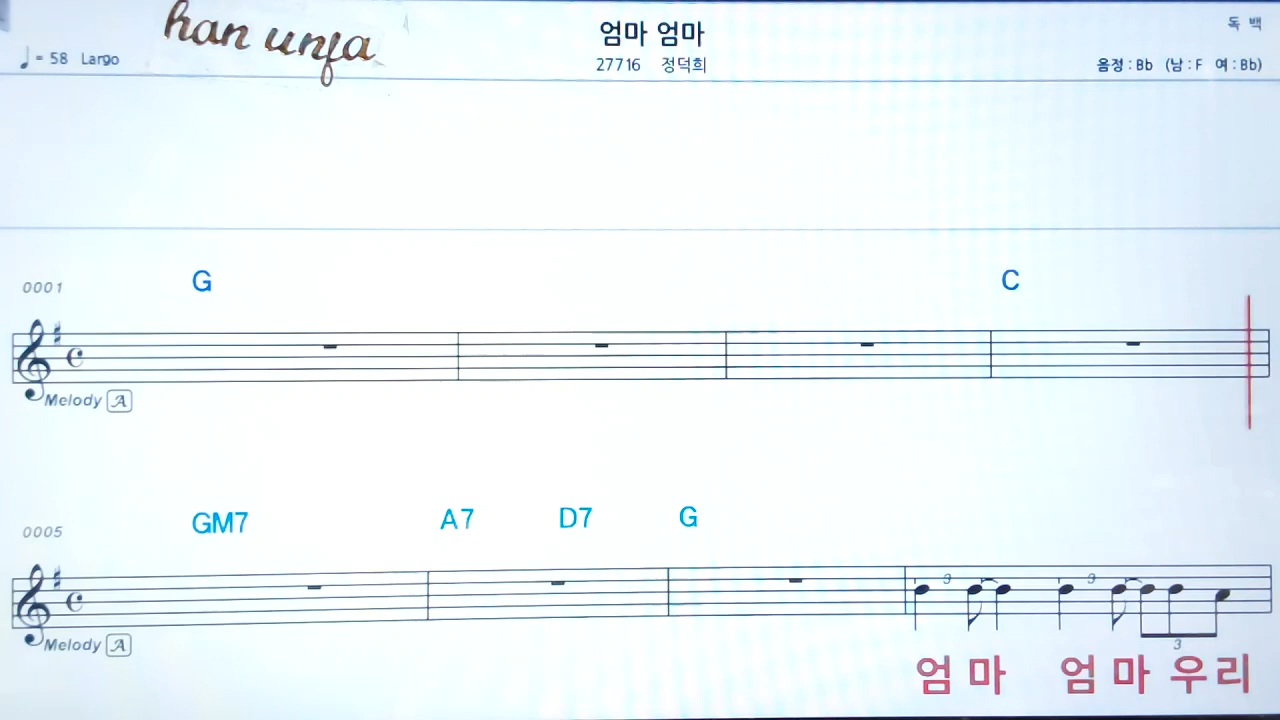 han unja
엄마 엄마
독 백
♩ = 58 Largo
27716 정덕희
음정 : Bb (남 : F 여 : Bb)
0001
G C
Melody A
0005
GM7 A7 D7 G
3 3
Melody A
3
엄 마 엄 마 우 리